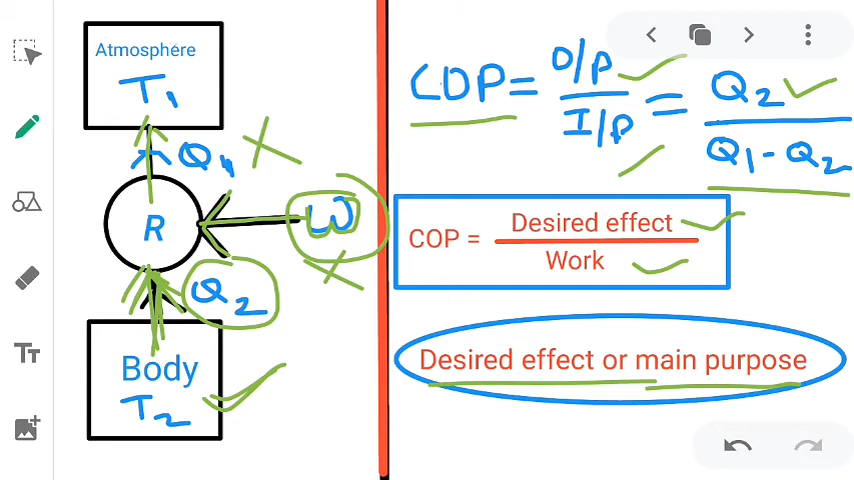 Atmosphere
T1
Q1
R
W
Q2
Body
T2
COP = O/P / I/P = Q2 / Q1 - Q2
COP = Desired effect
Work
Desired effect or main purpose
Tт